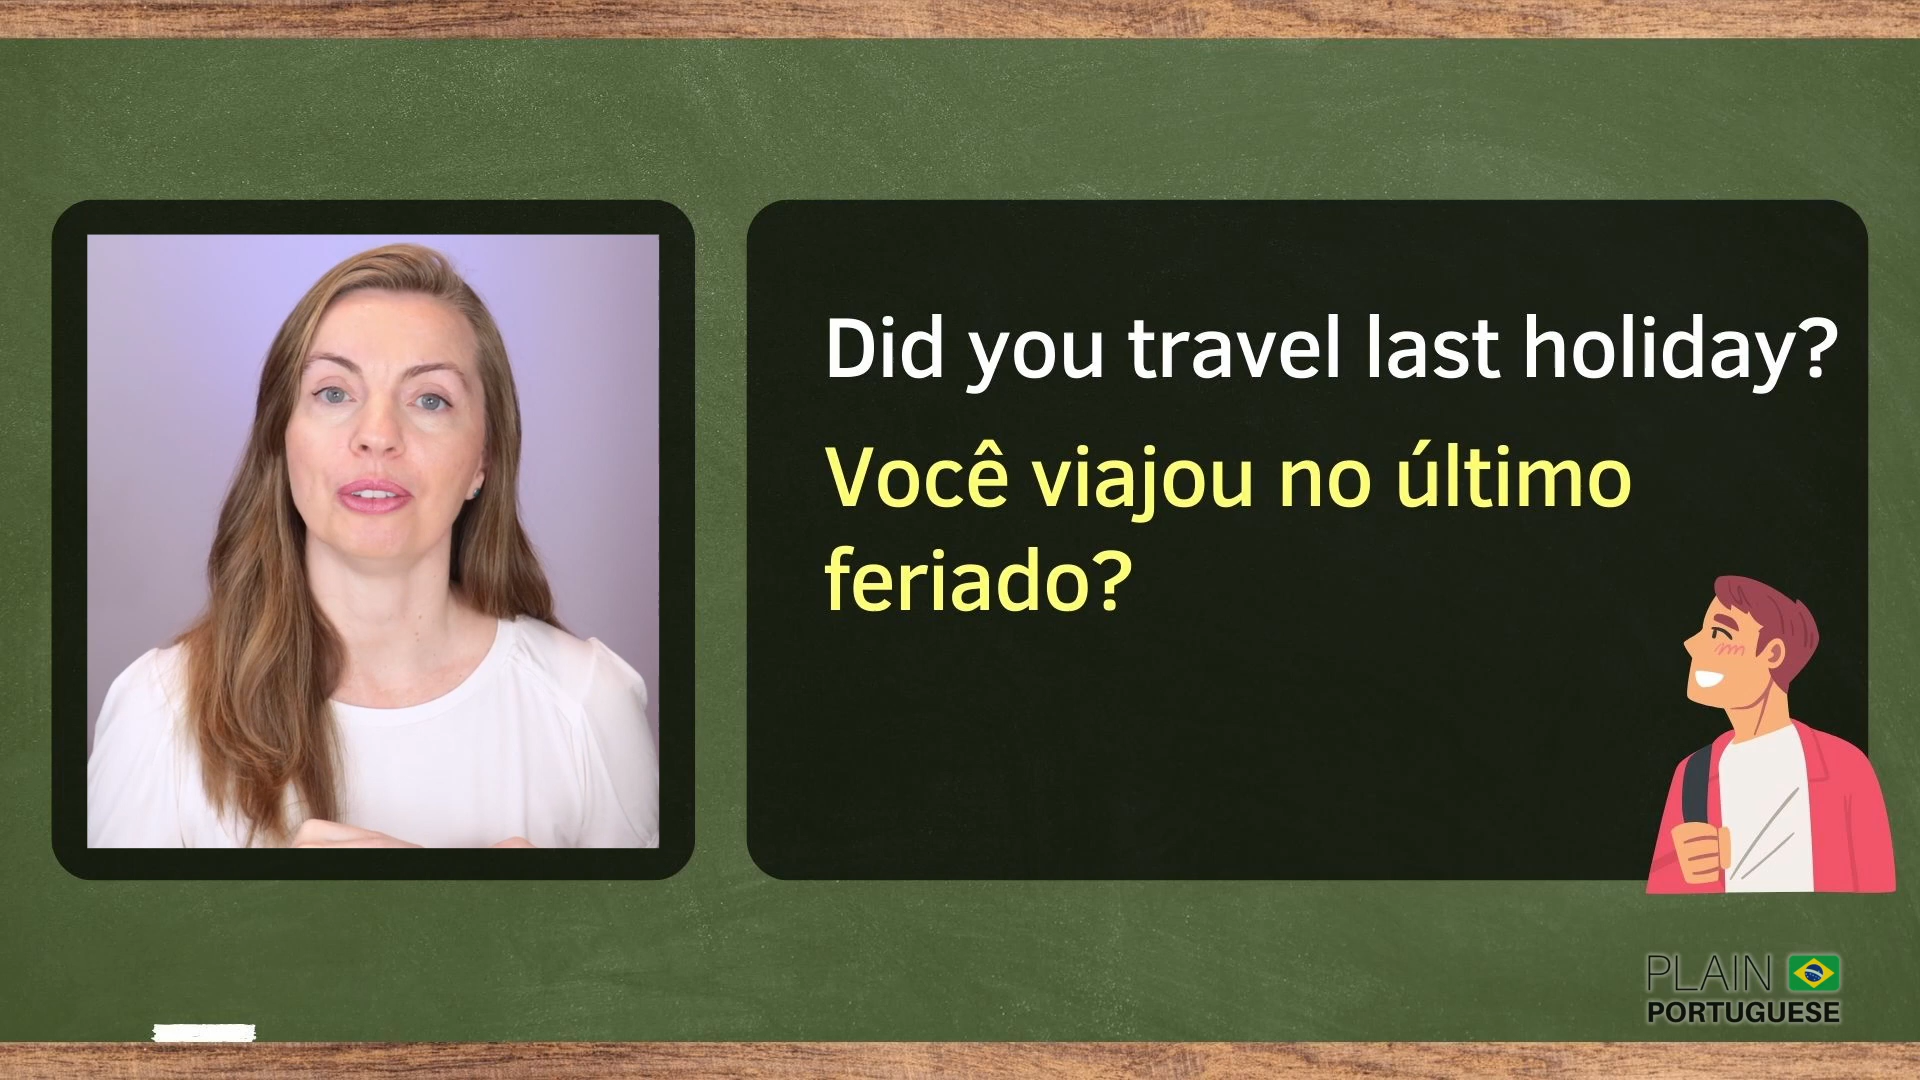 Did you travel last holiday?
Você viajou no último
feriado?
PLAIN
PORTUGUESE